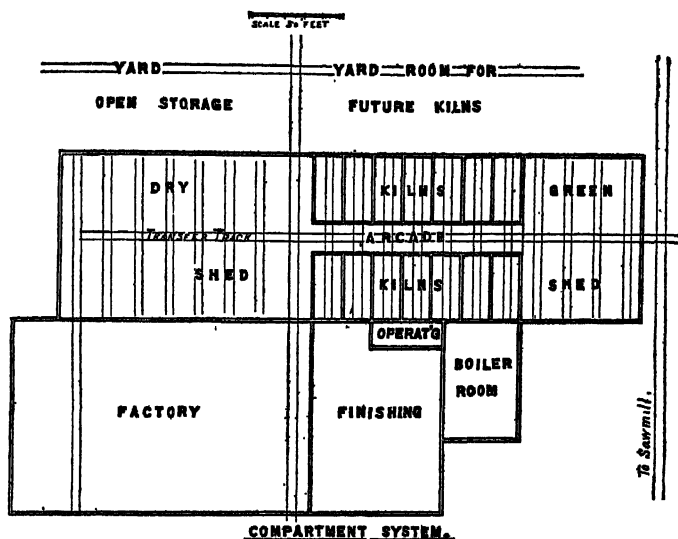 SCALE 30 FEET
YARD YARD ROOM FOR
OPEN STORAGE FUTURE KILNS
DRY KILNS GREEN
TRANSFER TRACK ARCADE
SHED KILNS SHED
OPERAT'G
BOILER
ROOM
FACTORY FINISHING
To Sawmill.
COMPARTMENT SYSTEM.